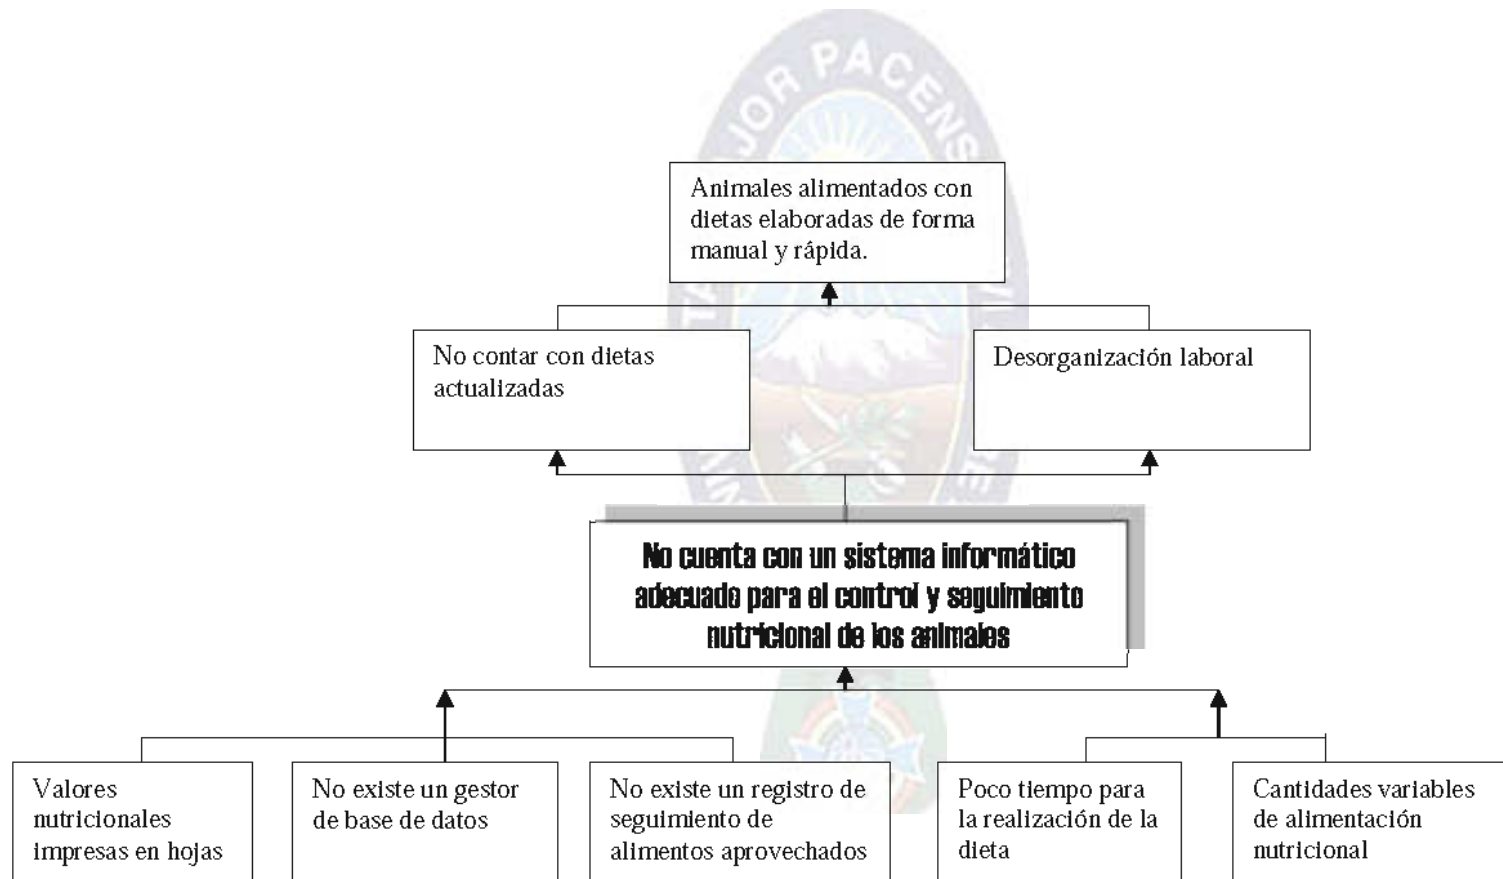 MAJOR PACENS
Animales alimentados con
dietas elaboradas de forma
manual y rápida.
No contar con dietas
actualizadas
Desorganización laboral
No cuenta con un sistema informático
adecuado para el control y seguimiento
nutricional de los animales
Valores
nutricionales
impresas en hojas
No existe un gestor
de base de datos
No existe un registro de
seguimiento de
alimentos aprovechados
Poco tiempo para
la realización de la
dieta
Cantidades variables
de alimentación
nutricional